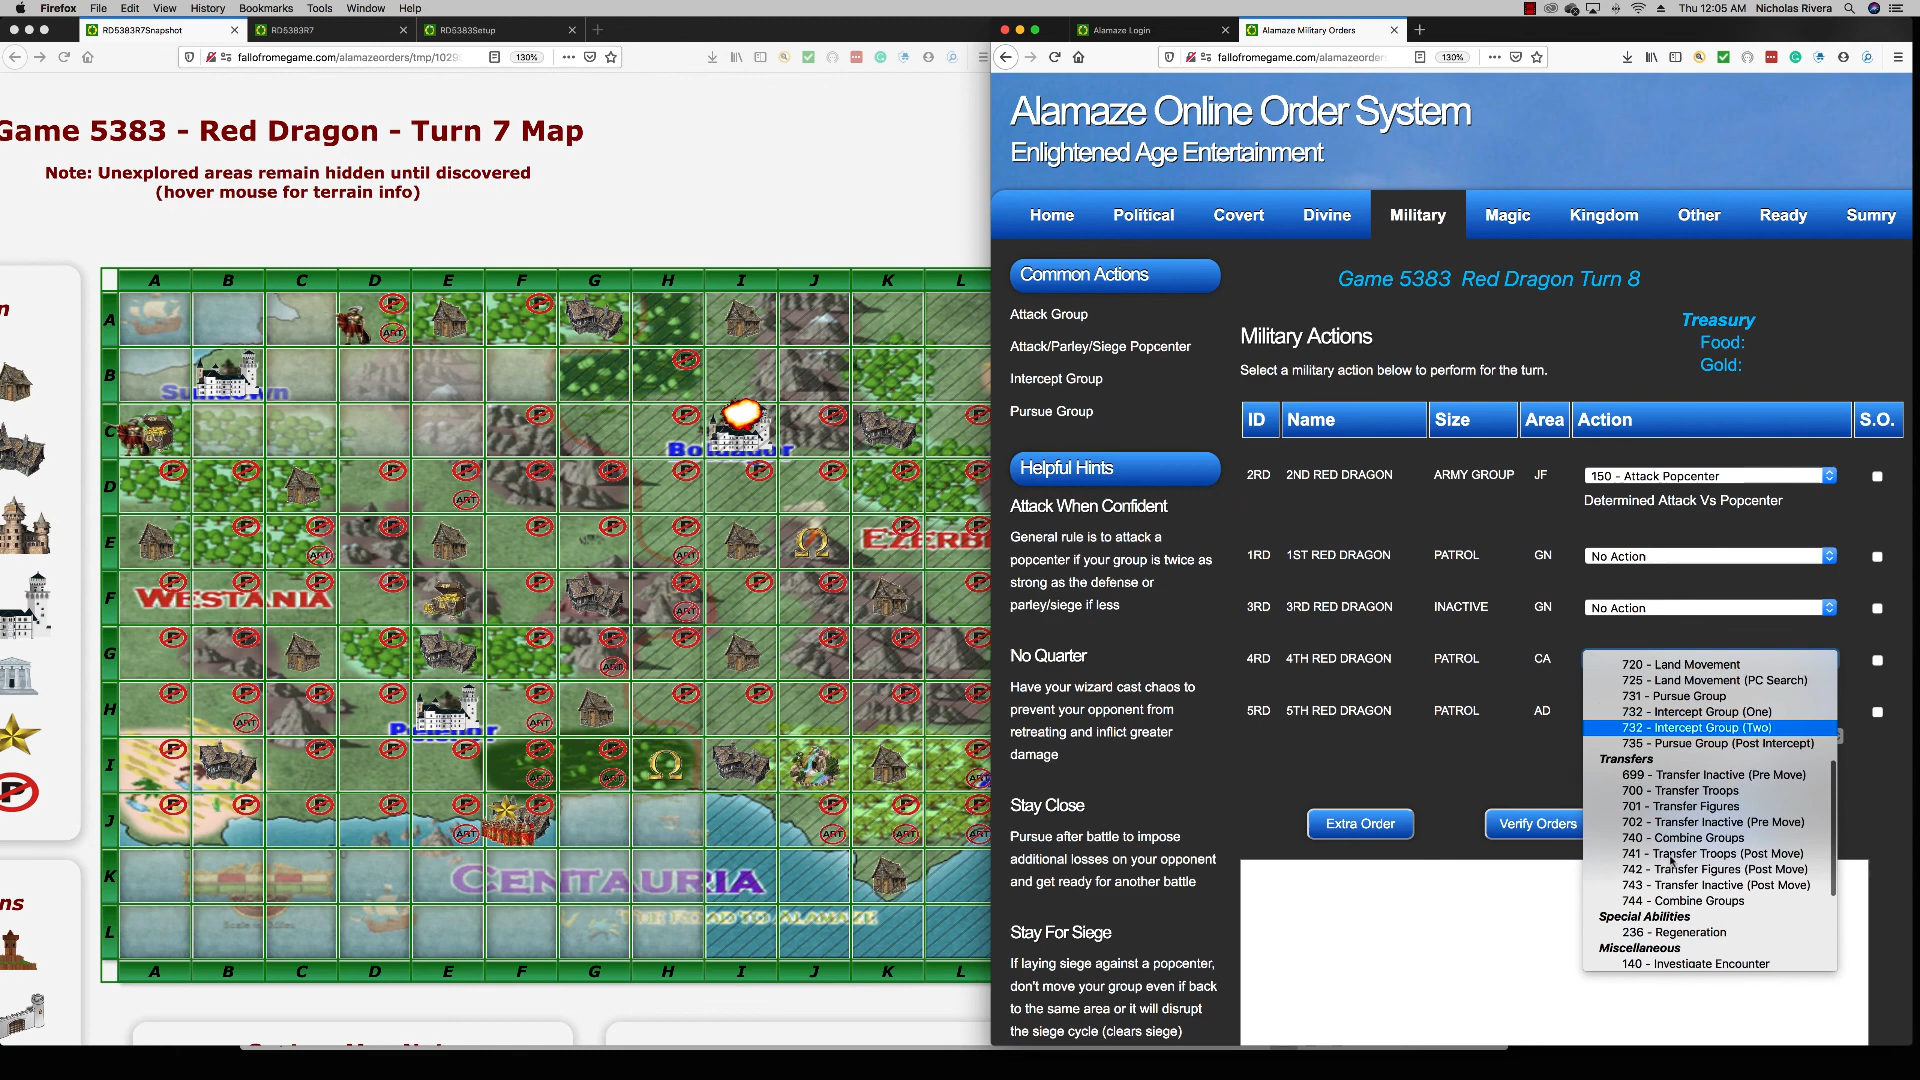 Firefox File Edit View History Bookmarks Tools Window Help
Thu 12:05 AM Nicholas Rivera
RD5383R7Snapshot
RD5383R7
RD5383Setup
Alamaze Login
Alamaze Military Orders
fallofromegame.com/alamazeorders/tmp/1029
130%
fallofromegame.com/alamazeorder
130%
Game 5383 - Red Dragon - Turn 7 Map
Note: Unexplored areas remain hidden until discovered
(hover mouse for terrain info)
A B C D E F G H I J K L
A
B
C
D
E
F
G
H
I
J
K
L
Sundown
WESTANIA
CENTAURIA
THE ROAD TO ALAMAZE
A B C D E F G H I J K L
Alamaze Online Order System
Enlightened Age Entertainment
Home Political Covert Divine Military Magic Kingdom Other Ready Sumry
Common Actions
Attack Group
Attack/Parley/Siege Popcenter
Intercept Group
Pursue Group
Helpful Hints
Attack When Confident
General rule is to attack a
popcenter if your group is twice as
strong as the defense or
parley/siege if less
No Quarter
Have your wizard cast chaos to
prevent your opponent from
retreating and inflict greater
damage
Stay Close
Pursue after battle to impose
additional losses on your opponent
and get ready for another battle
Stay For Siege
If laying siege against a popcenter,
don't move your group even if back
to the same area or it will disrupt
the siege cycle (clears siege)
Game 5383 Red Dragon Turn 8
Military Actions
Select a military action below to perform for the turn.
Treasury
Food:
Gold:
ID Name Size Area Action S.O.
2RD 2ND RED DRAGON ARMY GROUP JF 150 - Attack Popcenter
Determined Attack Vs Popcenter
1RD 1ST RED DRAGON PATROL GN No Action
3RD 3RD RED DRAGON INACTIVE GN No Action
4RD 4TH RED DRAGON PATROL CA
5RD 5TH RED DRAGON PATROL AD
720 - Land Movement
725 - Land Movement (PC Search)
731 - Pursue Group
732 - Intercept Group (One)
732 - Intercept Group (Two)
735 - Pursue Group (Post Intercept)
Transfers
699 - Transfer Inactive (Pre Move)
700 - Transfer Troops
701 - Transfer Figures
702 - Transfer Inactive (Pre Move)
740 - Combine Groups
741 - Transfer Troops (Post Move)
742 - Transfer Figures (Post Move)
743 - Transfer Inactive (Post Move)
744 - Combine Groups
Special Abilities
236 - Regeneration
Miscellaneous
140 - Investigate Encounter
Extra Order
Verify Orders